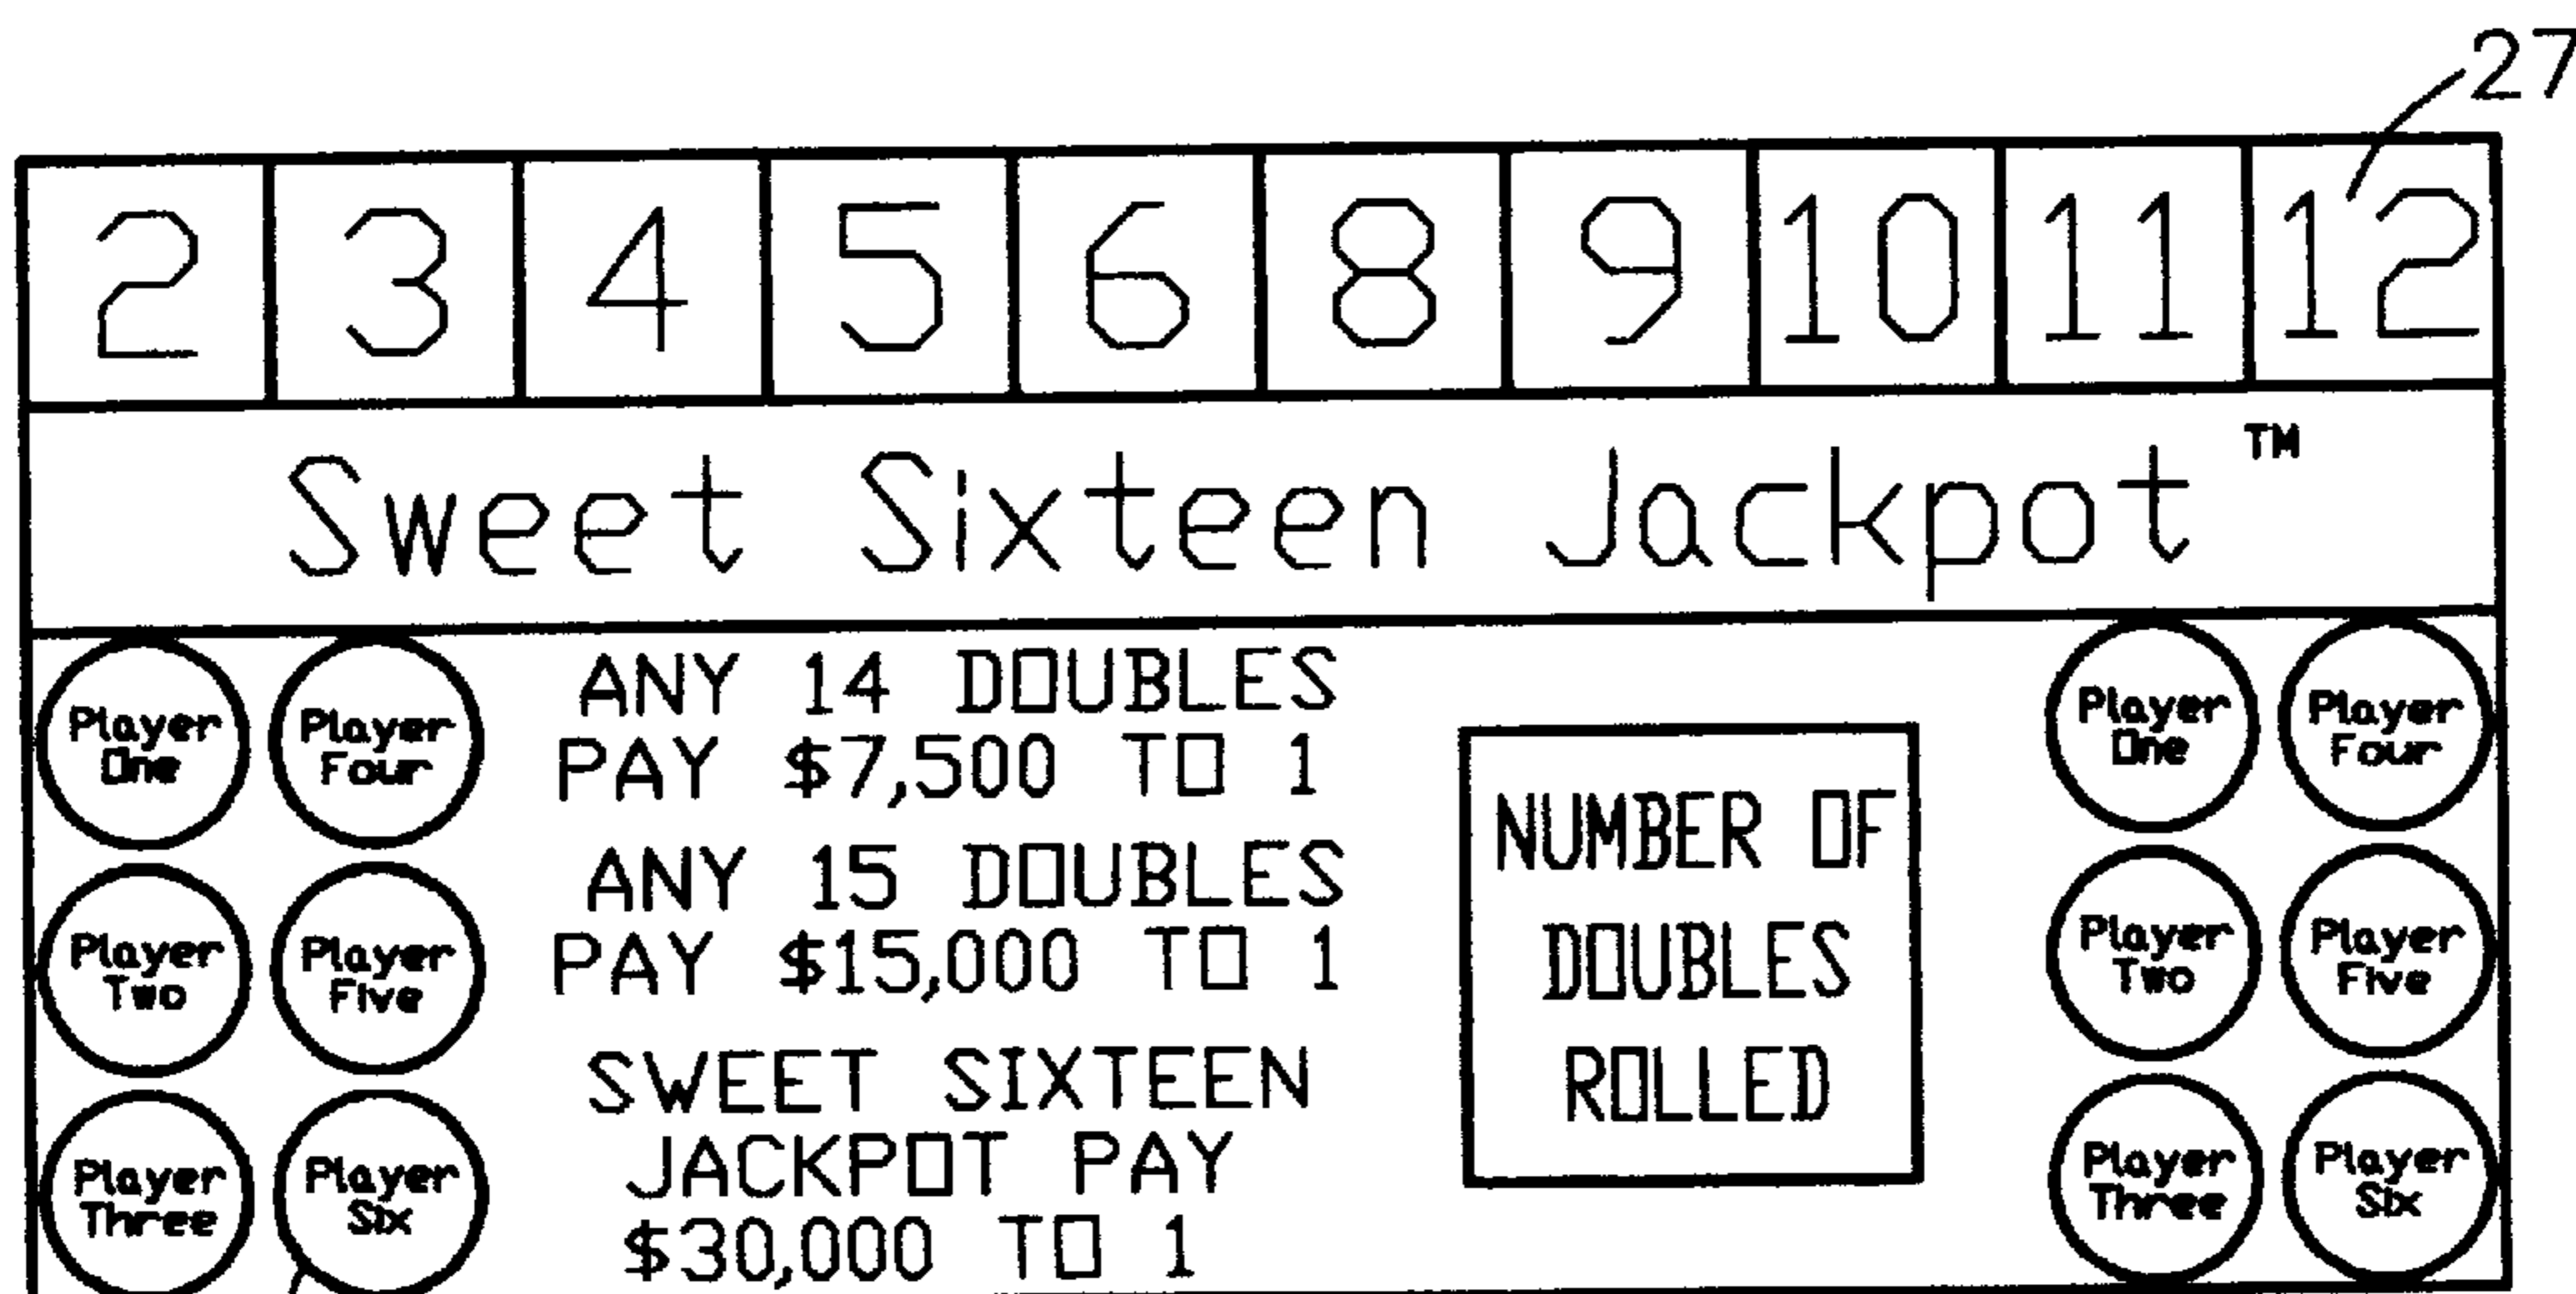 27
2 3 4 5 6 8 9 10 11 12
Sweet Sixteen Jackpot™
Player
One
Player
Four
Player
Two
Player
Five
Player
Three
Player
Six
ANY 14 DOUBLES
PAY $7,500 TO 1
ANY 15 DOUBLES
PAY $15,000 TO 1
SWEET SIXTEEN
JACKPOT PAY
$30,000 TO 1
NUMBER OF
DOUBLES
ROLLED
Player
One
Player
Four
Player
Two
Player
Five
Player
Three
Player
Six